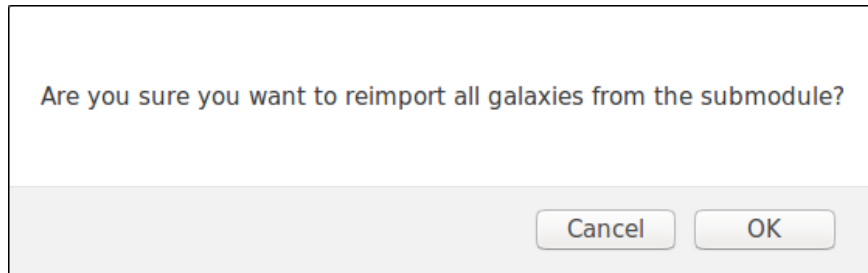 Are you sure you want to reimport all galaxies from the submodule?
Cancel
OK